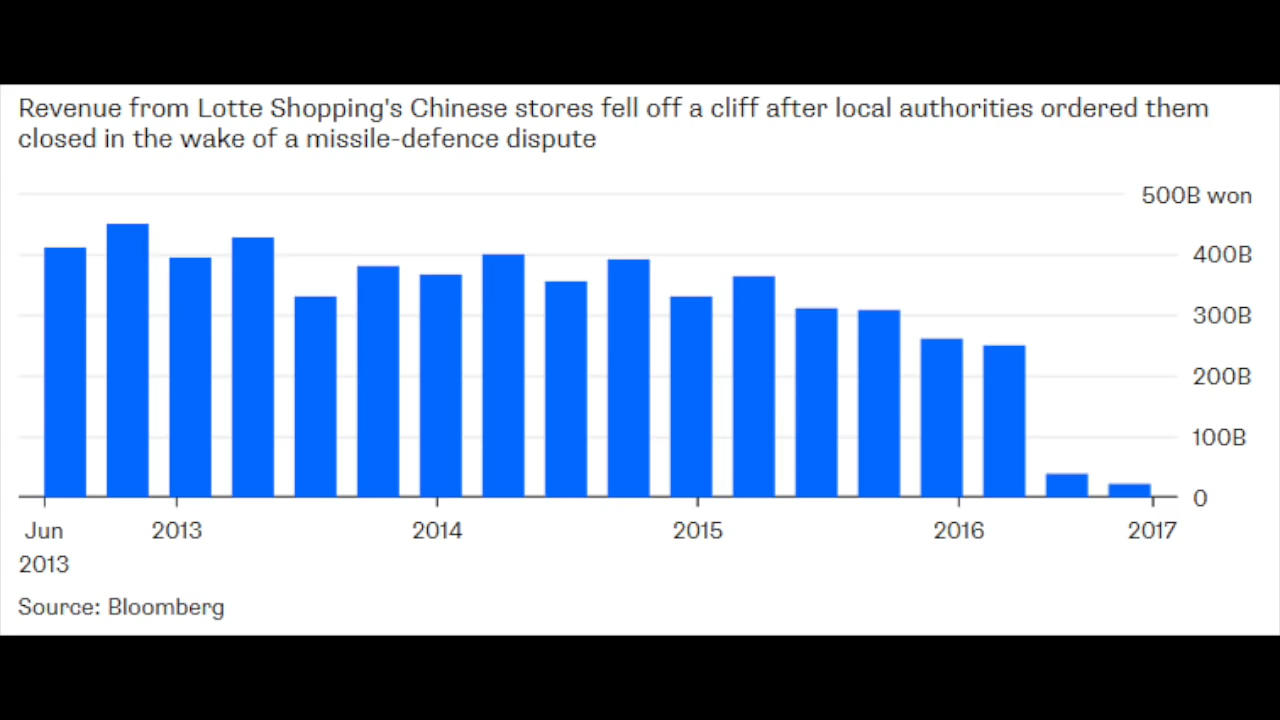 Revenue from Lotte Shopping's Chinese stores fell off a cliff after local authorities ordered them
closed in the wake of a missile-defence dispute
500B won
400B
300B
200B
100B
0
Jun 2013 2014 2015 2016 2017
2013
Source: Bloomberg